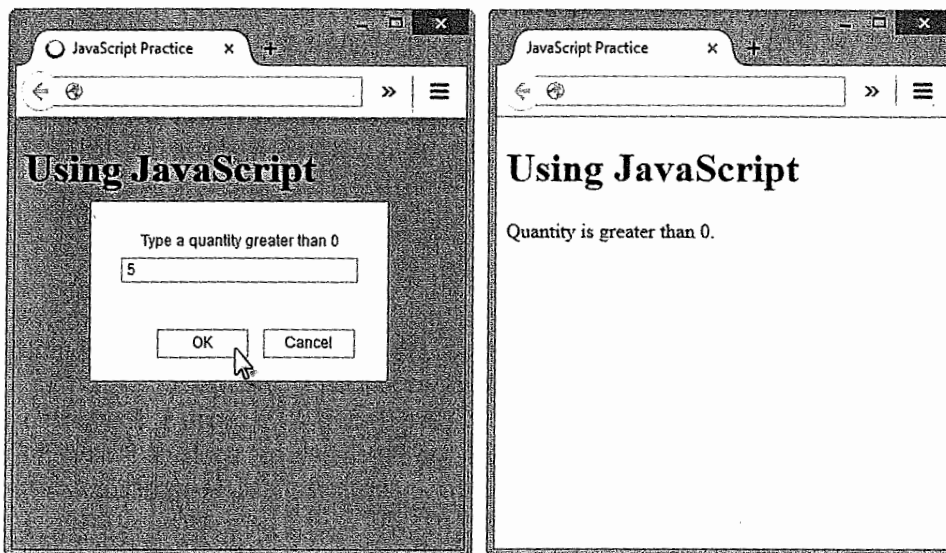 JavaScript Practice
Using JavaScript
Type a quantity greater than 0
5
OK
Cancel
JavaScript Practice
Using JavaScript
Quantity is greater than 0.